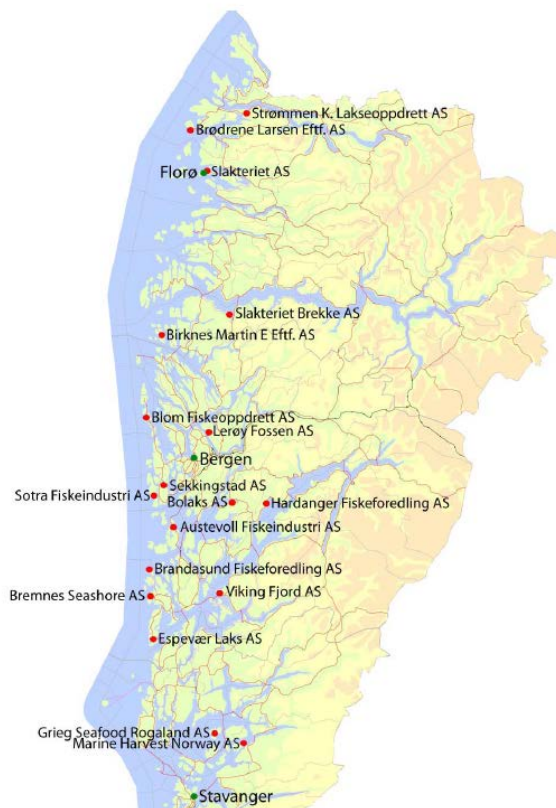 Strømmen K. Lakseoppdrett AS
Brødrene Larsen Eftf. AS
Florø
Slakteriet AS
Slakteriet Brekke AS
Birknes Martin E Eftf. AS
Blom Fiskeoppdrett AS
Lerøy Fossen AS
Bergen
Sekkingstad AS
Sotra Fiskeindustri AS
Bolaks AS
Hardanger Fiskeforedling AS
Austevoll Fiskeindustri AS
Brandasund Fiskeforedling AS
Bremnes Seashore AS
Viking Fjord AS
Espevær Laks AS
Grieg Seafood Rogaland AS
Marine Harvest Norway AS
Stavanger